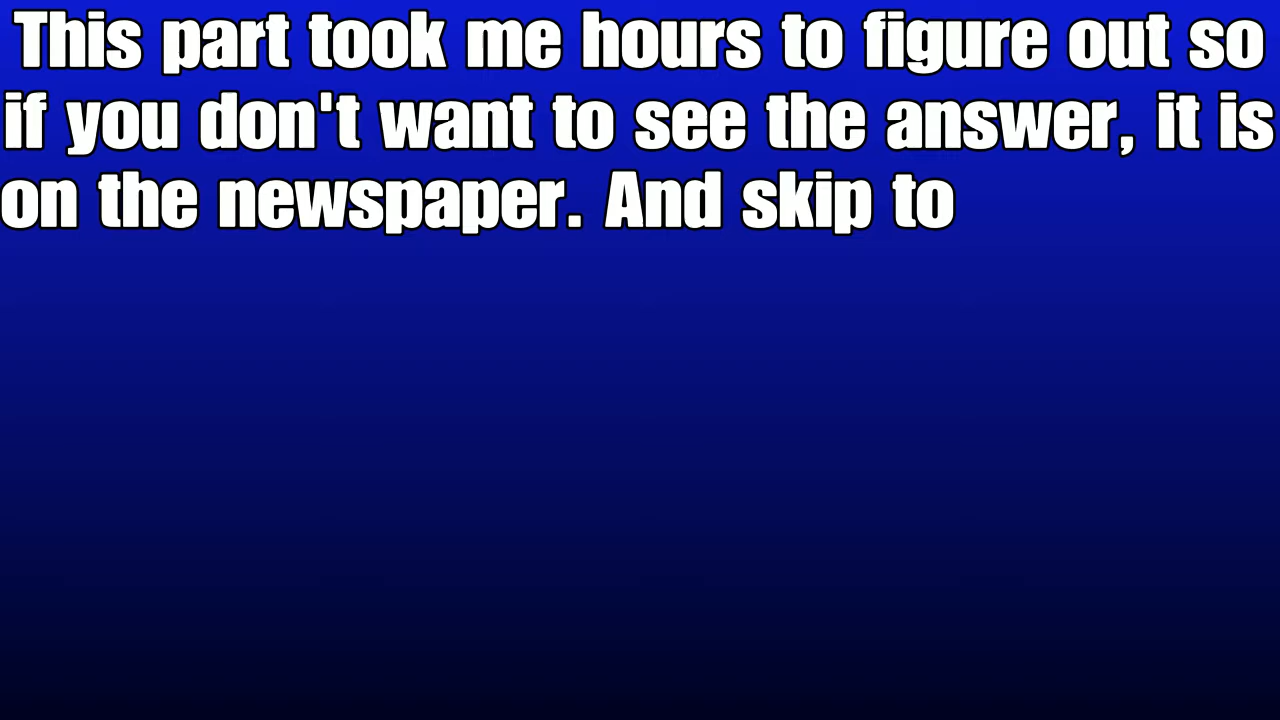 This part took me hours to figure out so
if you don't want to see the answer, it is
on the newspaper. And skip to